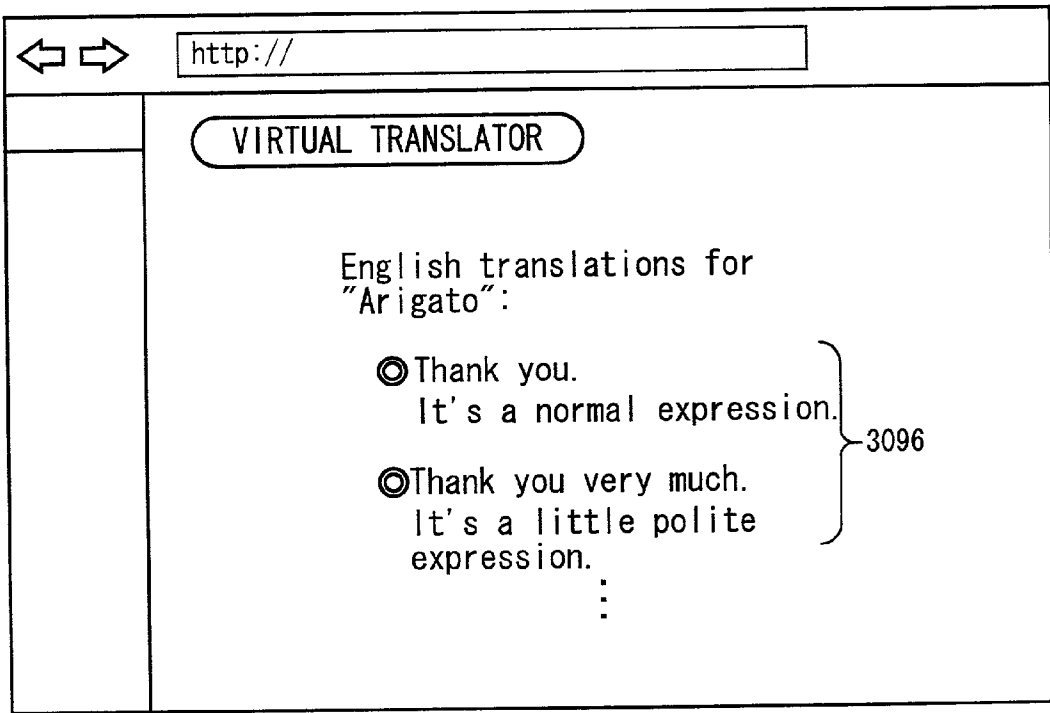 http://
VIRTUAL TRANSLATOR
English translations for
"Arigato":
◎Thank you.
It's a normal expression.
3096
◎Thank you very much.
It's a little polite
expression.
⋮